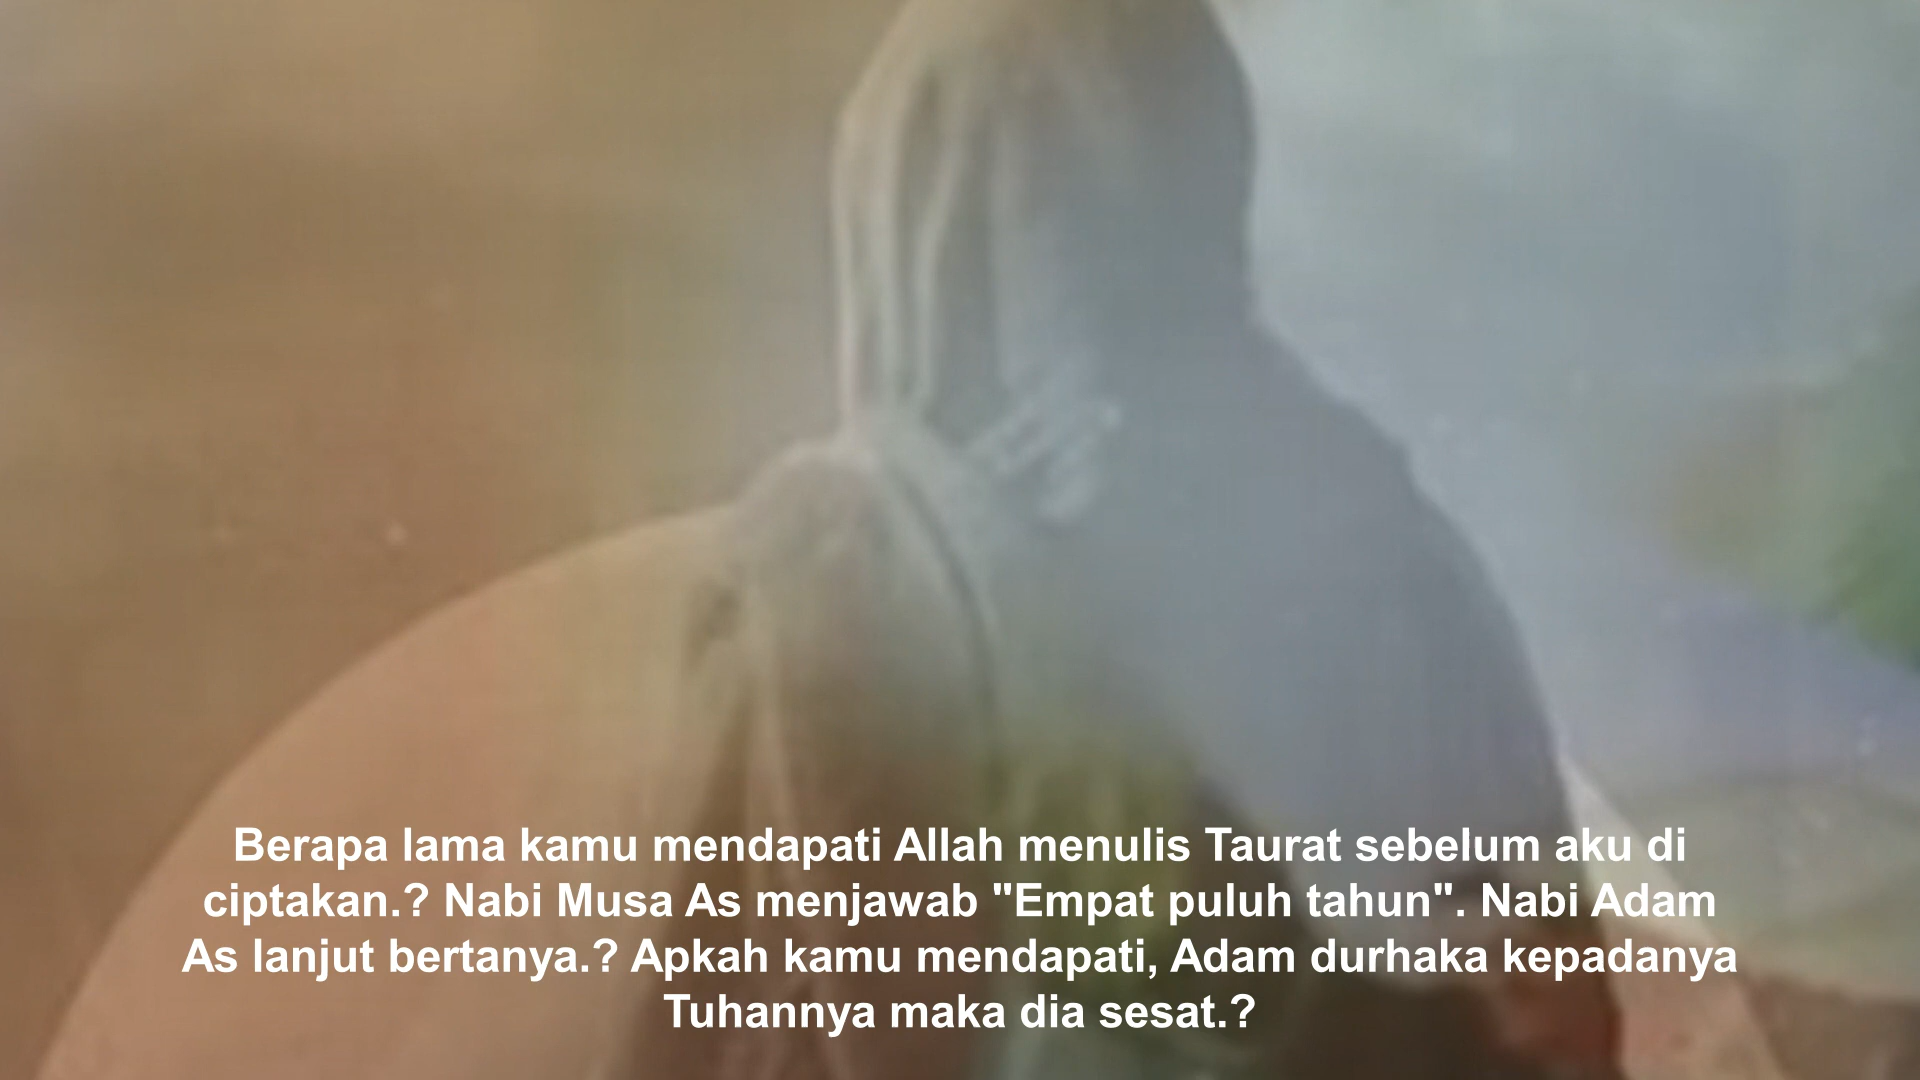 Berapa lama kamu mendapati Allah menulis Taurat sebelum aku di
ciptakan.? Nabi Musa As menjawab "Empat puluh tahun". Nabi Adam
As lanjut bertanya.? Apkah kamu mendapati, Adam durhaka kepadanya
Tuhannya maka dia sesat.?